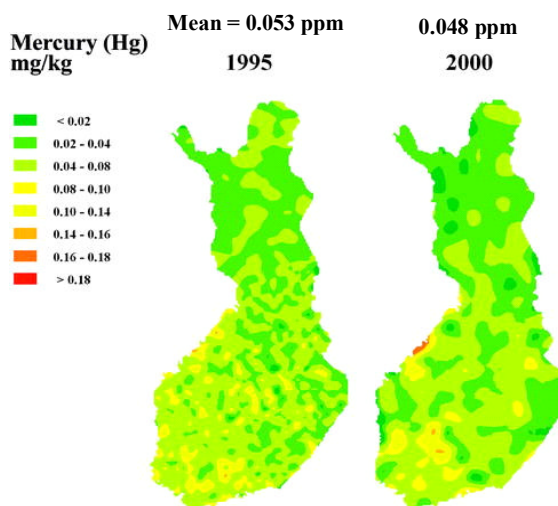 Mean = 0.053 ppm
0.048 ppm
Mercury (Hg)
mg/kg
1995
2000
< 0.02
0.02 - 0.04
0.04 - 0.08
0.08 - 0.10
0.10 - 0.14
0.14 - 0.16
0.16 - 0.18
> 0.18